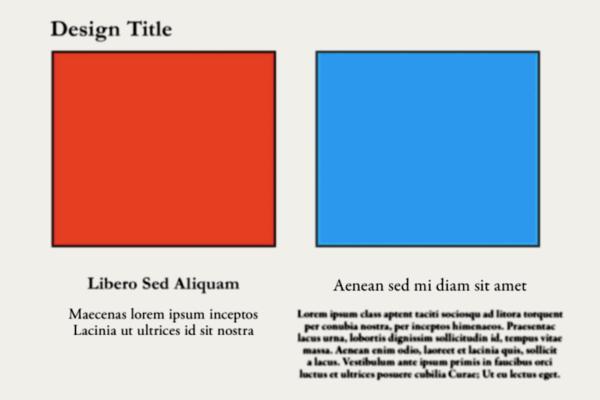 Design Title
Libero Sed Aliquam
Maecenas lorem ipsum inceptos
Lacinia ut ultrices id sit nostra
Aenean sed mi diam sit amet
Lorem ipsum class aptent taciti sociosqu ad litora torquent
per conubia nostra, per inceptos himenaeos. Praesentac
lacus urna, lobortis dignissim sollicitudin id, tempus vitae
massa. Aenean enim odio, laoreet et lacinia quis, sollicit
a lacus. Vestibulum ante ipsum primis in faucibus orci
luctus et ultrices posuere cubilia Curae; Ut eu lectus eget.